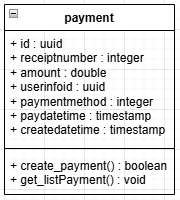 payment
+ id : uuid
+ receiptnumber : integer
+ amount : double
+ userinfoid : uuid
+ paymentmethod : integer
+ paydatetime : timestamp
+ createdatetime : timestamp
+ create_payment() : boolean
+ get_listPayment() : void